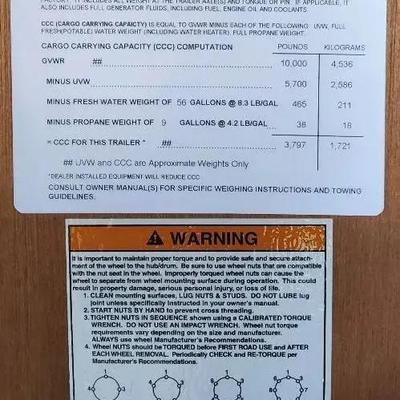 FACTORY. IT INCLUDES ALL WEIGHT AT THE TRAILER AXLE(S) AND TONGUE OR PIN. IF APPLICABLE, IT
ALSO INCLUDES FULL GENERATOR FLUIDS, INCLUDING FUEL, ENGINE OIL AND COOLANTS.
CCC (CARGO CARRYING CAPAICTY) IS EQUAL TO GVWR MINUS EACH OF THE FOLLOWING UVW, FULL
FRESH(POTABLE) WATER WEIGHT (INCLUDING WATER HEATER), FULL PROPANE WEIGHT.
CARGO CARRYING CAPACITY (CCC) COMPUTATION POUNDS KILOGRAMS
GVWR ## 10,000 4,536
MINUS UVW 5,700 2,586
MINUS FRESH WATER WEIGHT OF 56 GALLONS @ 8.3 LB/GAL 465 211
MINUS PROPANE WEIGHT OF 9 GALLONS @ 4.2 LB/GAL 38 18
= CCC FOR THIS TRAILER * ## 3,797 1,721
## UVW and CCC are Approximate Weights Only
*DEALER INSTALLED EQUIPMENT WILL REDUCE CCC
CONSULT OWNER MANUAL(S) FOR SPECIFIC WEIGHING INSTRUCTIONS AND TOWING
GUIDELINES.
WARNING
It is important to maintain proper torque and to provide safe and secure attach-
ment of the wheel to the hub/drum. Be sure to use wheel nuts that are compatible
with the nut seat in the wheel. Improperly torqued wheel nuts can cause the
wheel to separate from wheel mounting surface during operation. This could
result in property damage, serious personal injury, or loss of life.
1. CLEAN mounting surfaces, LUG NUTS & STUDS. DO NOT LUBE lug
joint unless specifically instructed in your owner's manual.
2. START NUTS BY HAND to prevent cross threading.
3. TIGHTEN NUTS IN SEQUENCE shown using a CALIBRATED TORQUE
WRENCH. DO NOT USE AN IMPACT WRENCH. Wheel nut torque
requirements vary depending on the size and manufacturer.
ALWAYS use wheel Manufacturer's Recommendations.
4. Wheel NUTS should be TORQUED before FIRST ROAD USE and AFTER
EACH WHEEL REMOVAL. Periodically CHECK and RE-TORQUE per
Manufacturer's Recommendations.